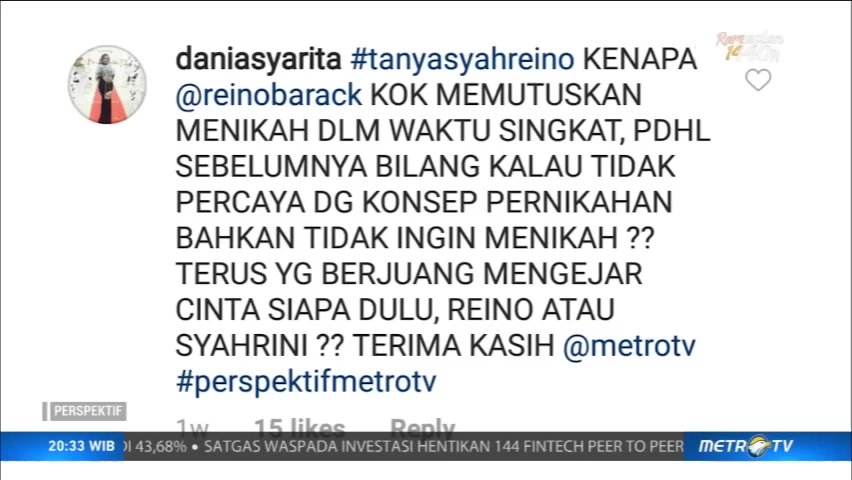 Ramadan
1440H
daniasyarita #tanyasyahreino KENAPA
@reinobarack KOK MEMUTUSKAN
MENIKAH DLM WAKTU SINGKAT, PDHL
SEBELUMNYA BILANG KALAU TIDAK
PERCAYA DG KONSEP PERNIKAHAN
BAHKAN TIDAK INGIN MENIKAH ??
TERUS YG BERJUANG MENGEJAR
CINTA SIAPA DULU, REINO ATAU
SYAHRINI ?? TERIMA KASIH @metrotv
#perspektifmetrotv
PERSPEKTIF
1w 15 likes Reply
20:33 WIB DI 43,68% • SATGAS WASPADA INVESTASI HENTIKAN 144 FINTECH PEER TO PEER METRO TV